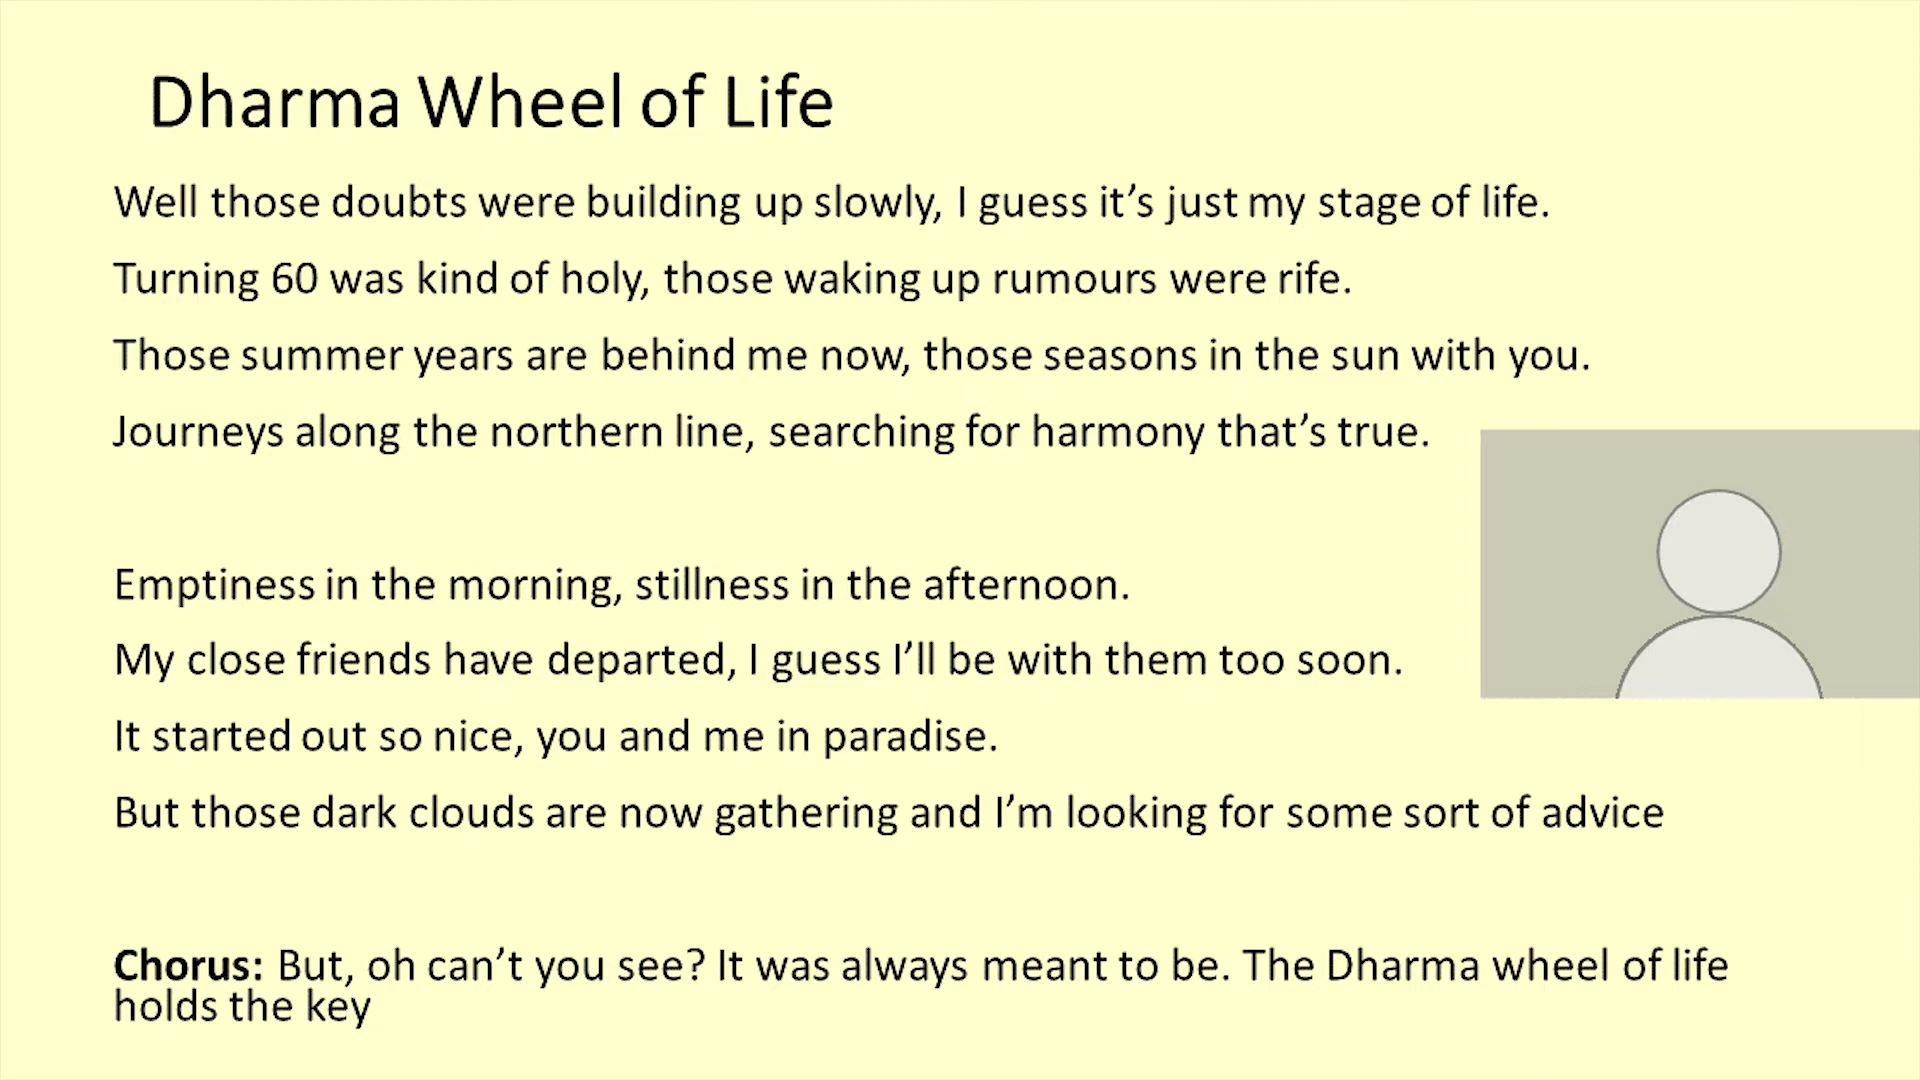 Dharma Wheel of Life
Well those doubts were building up slowly, I guess it’s just my stage of life.
Turning 60 was kind of holy, those waking up rumours were rife.
Those summer years are behind me now, those seasons in the sun with you.
Journeys along the northern line, searching for harmony that’s true.
Emptiness in the morning, stillness in the afternoon.
My close friends have departed, I guess I’ll be with them too soon.
It started out so nice, you and me in paradise.
But those dark clouds are now gathering and I’m looking for some sort of advice
Chorus: But, oh can’t you see? It was always meant to be. The Dharma wheel of life
holds the key